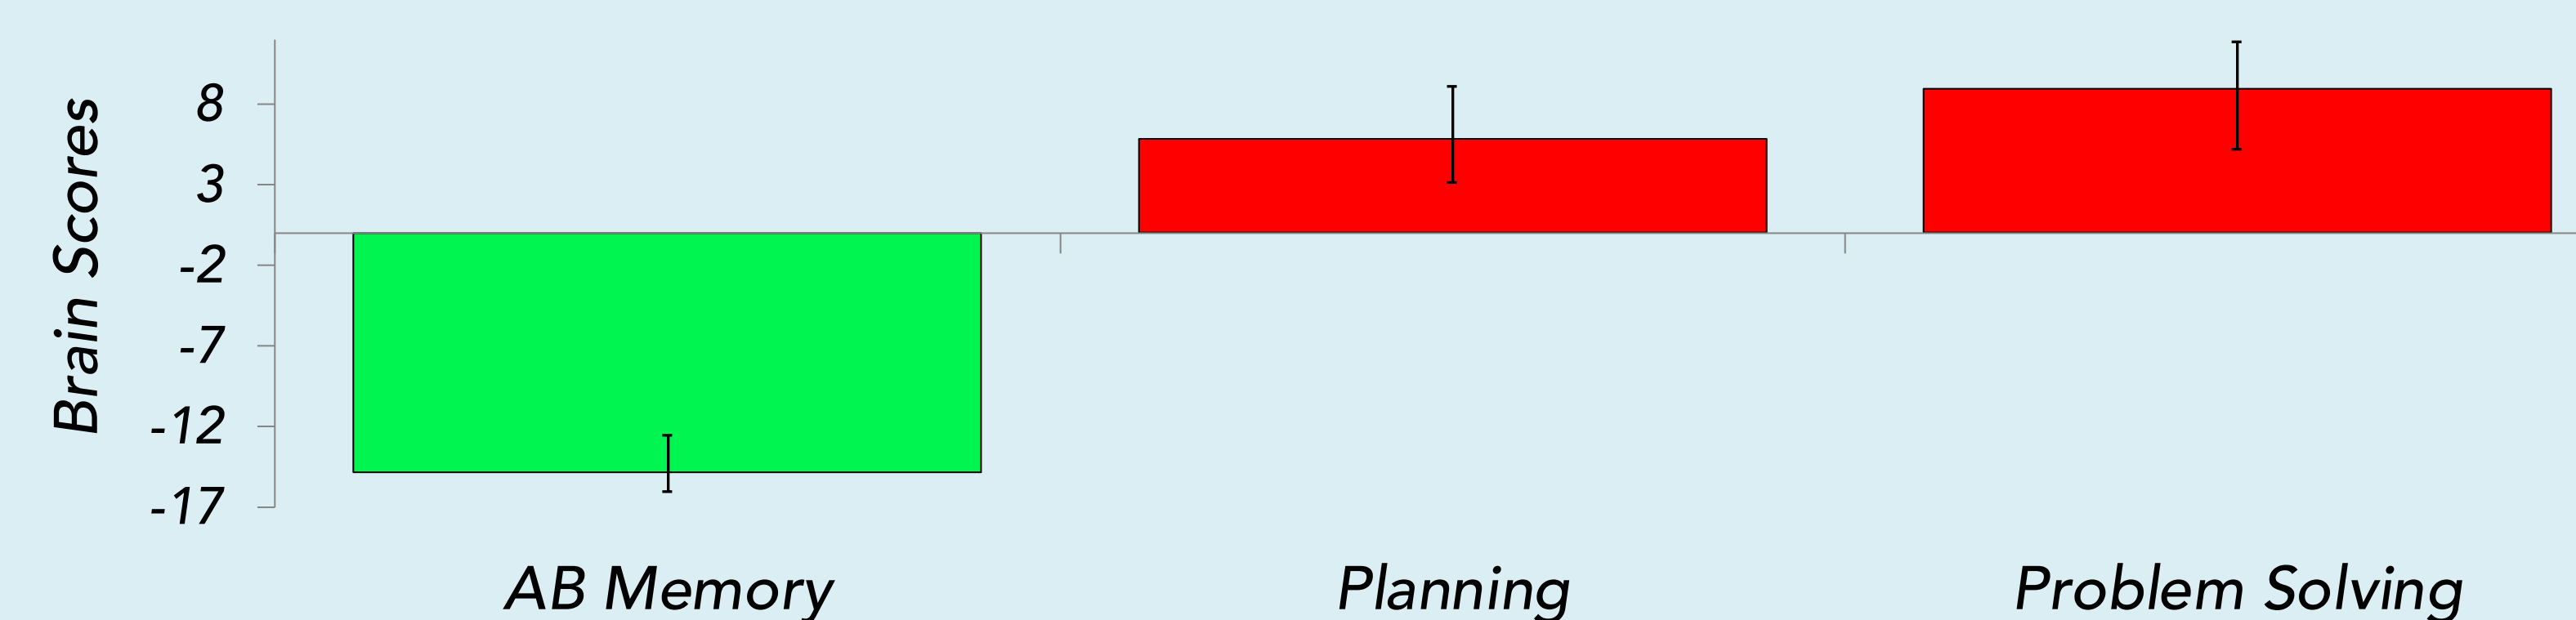 Brain Scores
8
3
-2
-7
-12
-17
AB Memory
Planning
Problem Solving